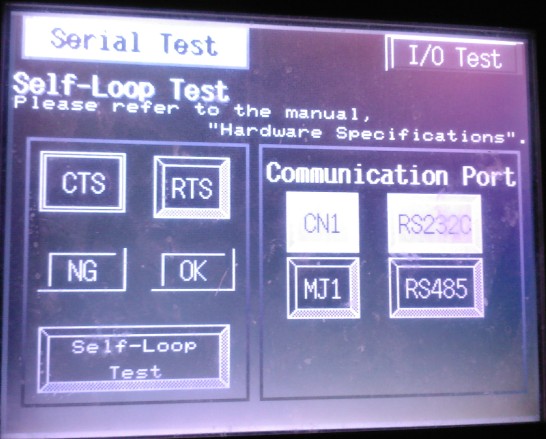 Serial Test
I/O Test
Self-Loop Test
Please refer to the manual,
"Hardware Specifications".
CTS
RTS
NG
OK
Self-Loop
Test
Communication Port
CN1
RS232C
MJ1
RS485